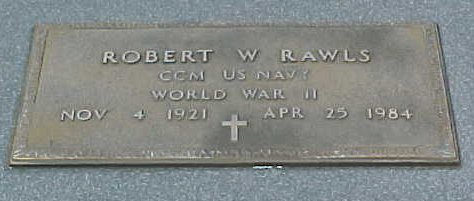 ROBERT W RAWLS
CCM US NAVY
WORLD WAR II
NOV 4 1921 APR 25 1984